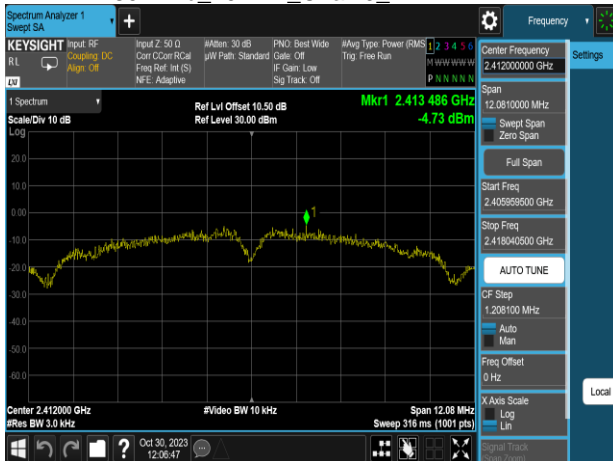 Spectrum Analyzer 1
Swept SA
+
Frequency
KEYSIGHT
RL
LXI
Input: RF
Coupling: DC
Align: Off
Input Z: 50 Ω
Corr CCorr RCal
Freq Ref: Int (S)
NFE: Adaptive
#Atten: 30 dB
µW Path: Standard
PNO: Best Wide
Gate: Off
IF Gain: Low
Sig Track: Off
#Avg Type: Power (RMS
Trig: Free Run
1 2 3 4 5 6
M W W W W W
P N N N N N
Center Frequency
2.412000000 GHz
Settings
Span
12.0810000 MHz
Swept Span
Zero Span
Full Span
Start Freq
2.405959500 GHz
Stop Freq
2.418040500 GHz
AUTO TUNE
CF Step
1.208100 MHz
Auto
Man
Freq Offset
0 Hz
X Axis Scale
Log
Lin
Signal Track
(Span Zoom)
Local
1 Spectrum
Scale/Div 10 dB
Log
Ref Lvl Offset 10.50 dB
Ref Level 30.00 dBm
Mkr1 2.413 486 GHz
-4.73 dBm
20.0
10.0
0.00
1
-10.0
-20.0
-30.0
-40.0
-50.0
-60.0
Center 2.412000 GHz
#Res BW 3.0 kHz
#Video BW 10 kHz
Span 12.08 MHz
Sweep 316 ms (1001 pts)
?
Oct 30, 2023
12:06:47